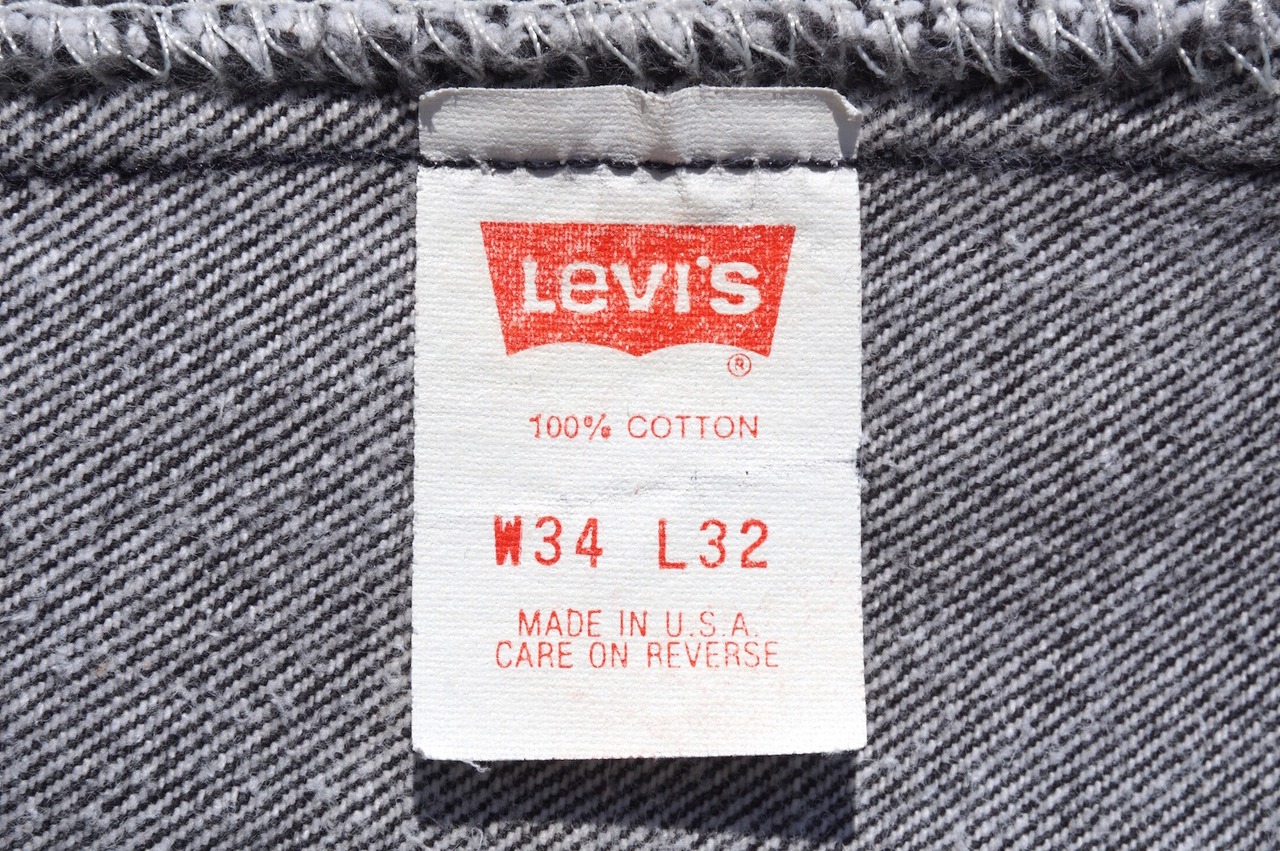 Levi's
®
100% COTTON
W34 L32
MADE IN U.S.A.
CARE ON REVERSE